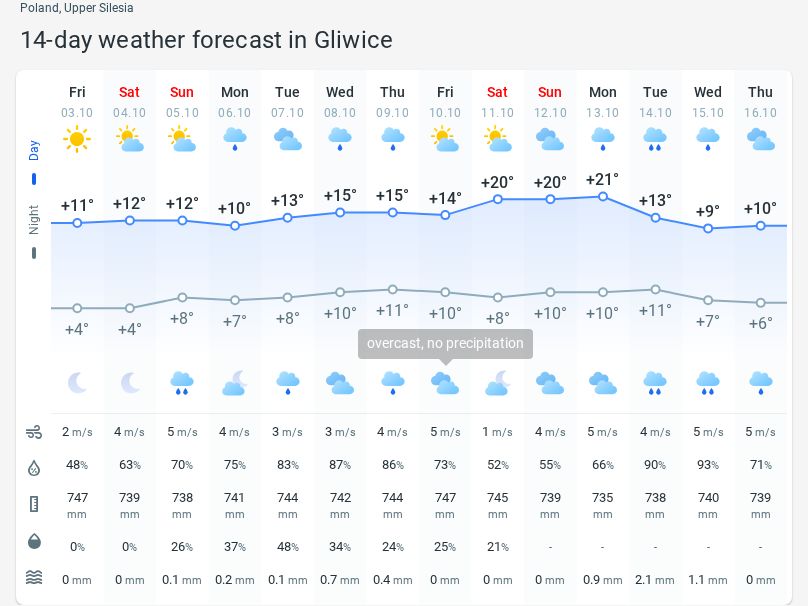 Poland, Upper Silesia
14-day weather forecast in Gliwice
Fri Sat Sun Mon Tue Wed Thu Fri Sat Sun Mon Tue Wed Thu
03.10 04.10 05.10 06.10 07.10 08.10 09.10 10.10 11.10 12.10 13.10 14.10 15.10 16.10
Day
+11° +12° +12° +10° +13° +15° +15° +14° +20° +20° +21° +13° +9° +10°
Night
+4° +4° +8° +7° +8° +10° +11° +10° +8° +10° +10° +11° +7° +6°
overcast, no precipitation
2 m/s 4 m/s 5 m/s 4 m/s 3 m/s 3 m/s 4 m/s 5 m/s 1 m/s 4 m/s 5 m/s 4 m/s 5 m/s 5 m/s
48% 63% 70% 75% 83% 87% 86% 73% 52% 55% 66% 90% 93% 71%
747 739 738 741 744 742 744 747 745 739 735 738 740 739
mm mm mm mm mm mm mm mm mm mm mm mm mm mm
0% 0% 26% 37% 48% 34% 24% 25% 21% - - - - -
0 mm 0 mm 0.1 mm 0.2 mm 0.1 mm 0.7 mm 0.4 mm 0 mm 0 mm 0 mm 0.9 mm 2.1 mm 1.1 mm 0 mm